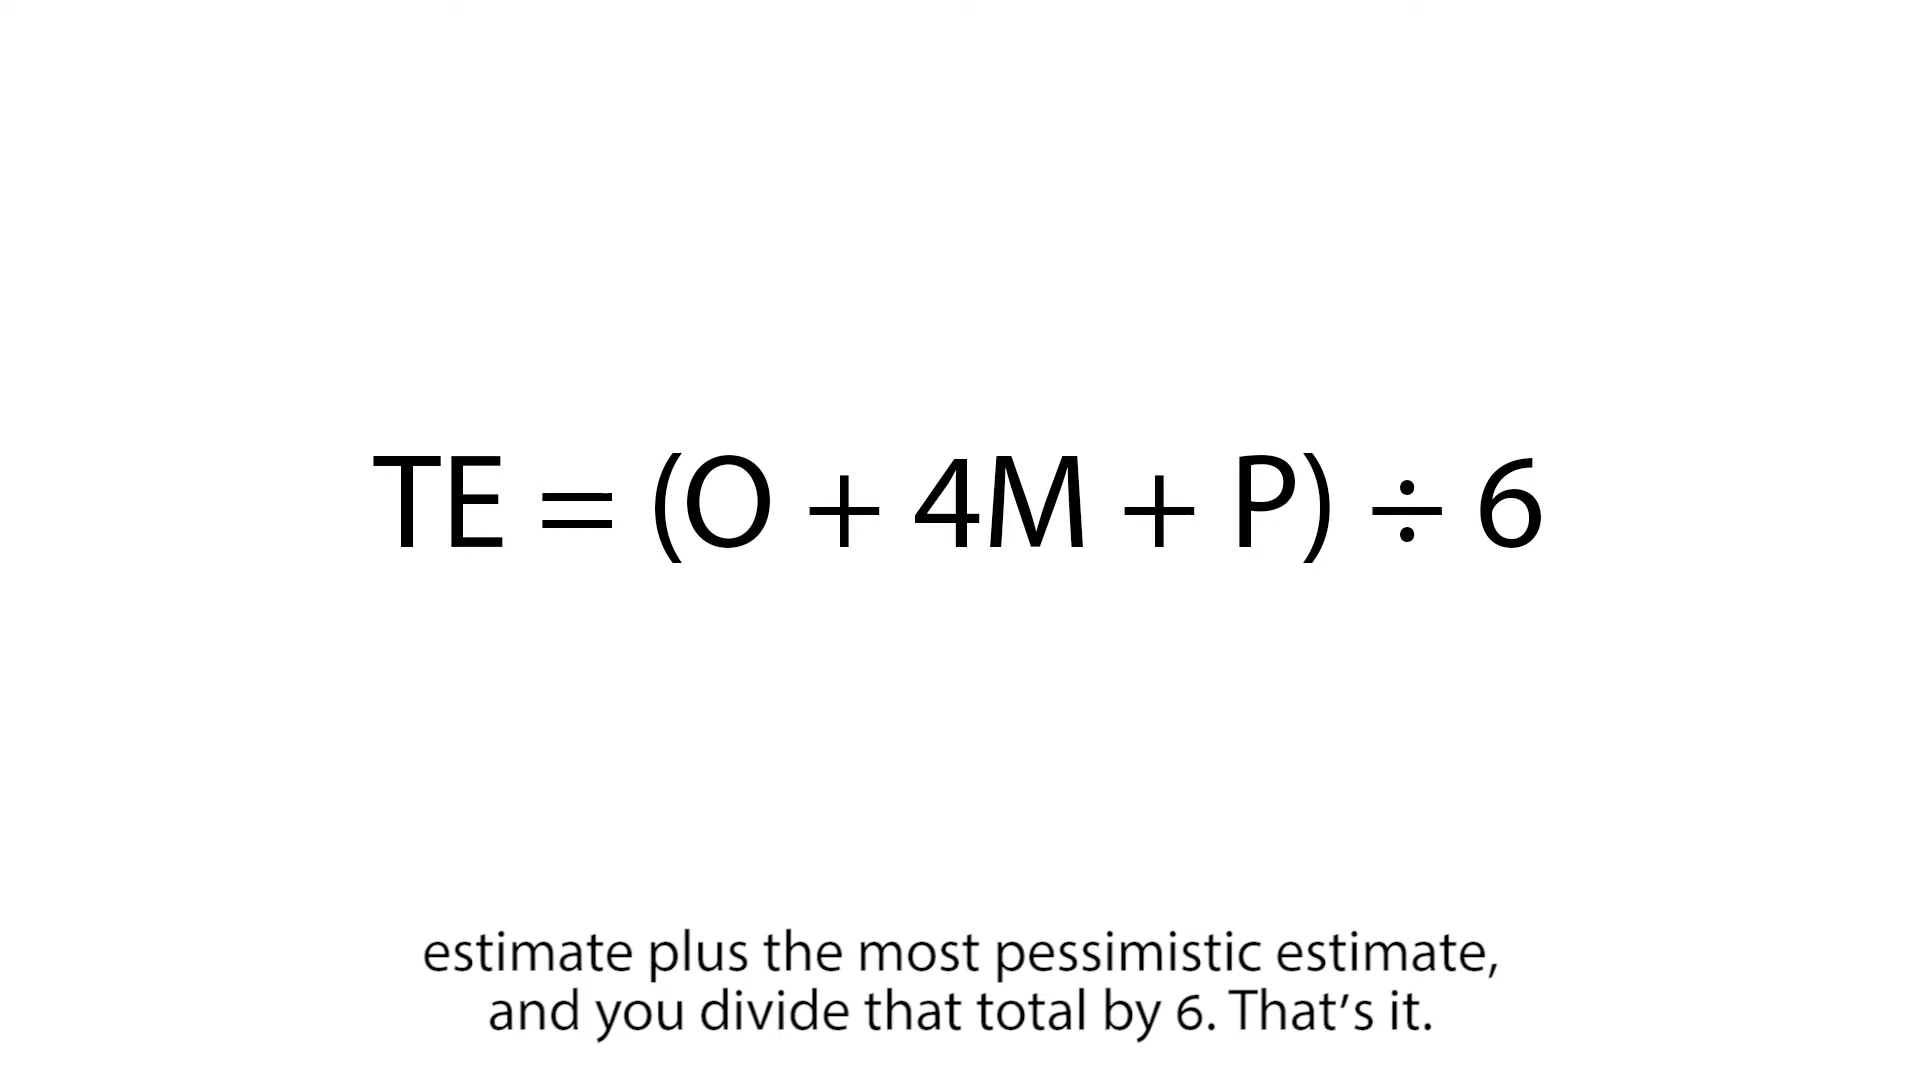 TE = (O + 4M + P) ÷ 6
estimate plus the most pessimistic estimate,
and you divide that total by 6. That's it.